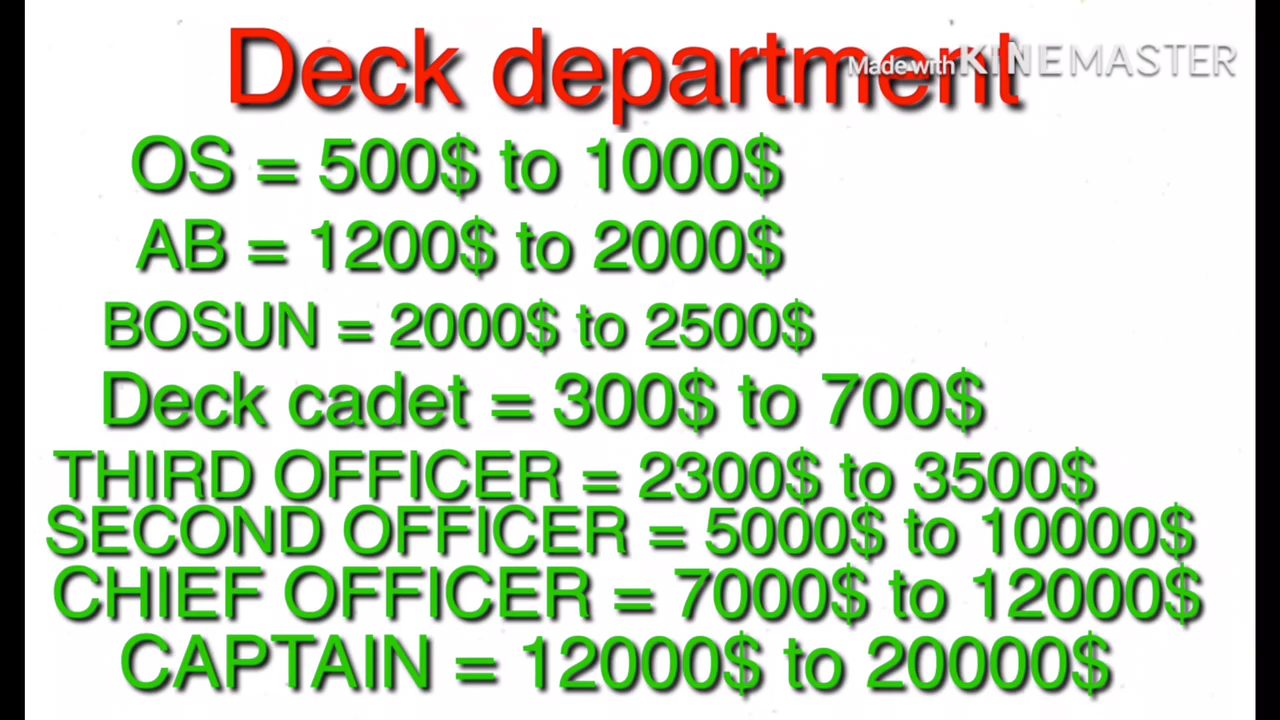 Deck department
Made with KINEMASTER
OS = 500$ to 1000$
AB = 1200$ to 2000$
BOSUN = 2000$ to 2500$
Deck cadet = 300$ to 700$
THIRD OFFICER = 2300$ to 3500$
SECOND OFFICER = 5000$ to 10000$
CHIEF OFFICER = 7000$ to 12000$
CAPTAIN = 12000$ to 20000$